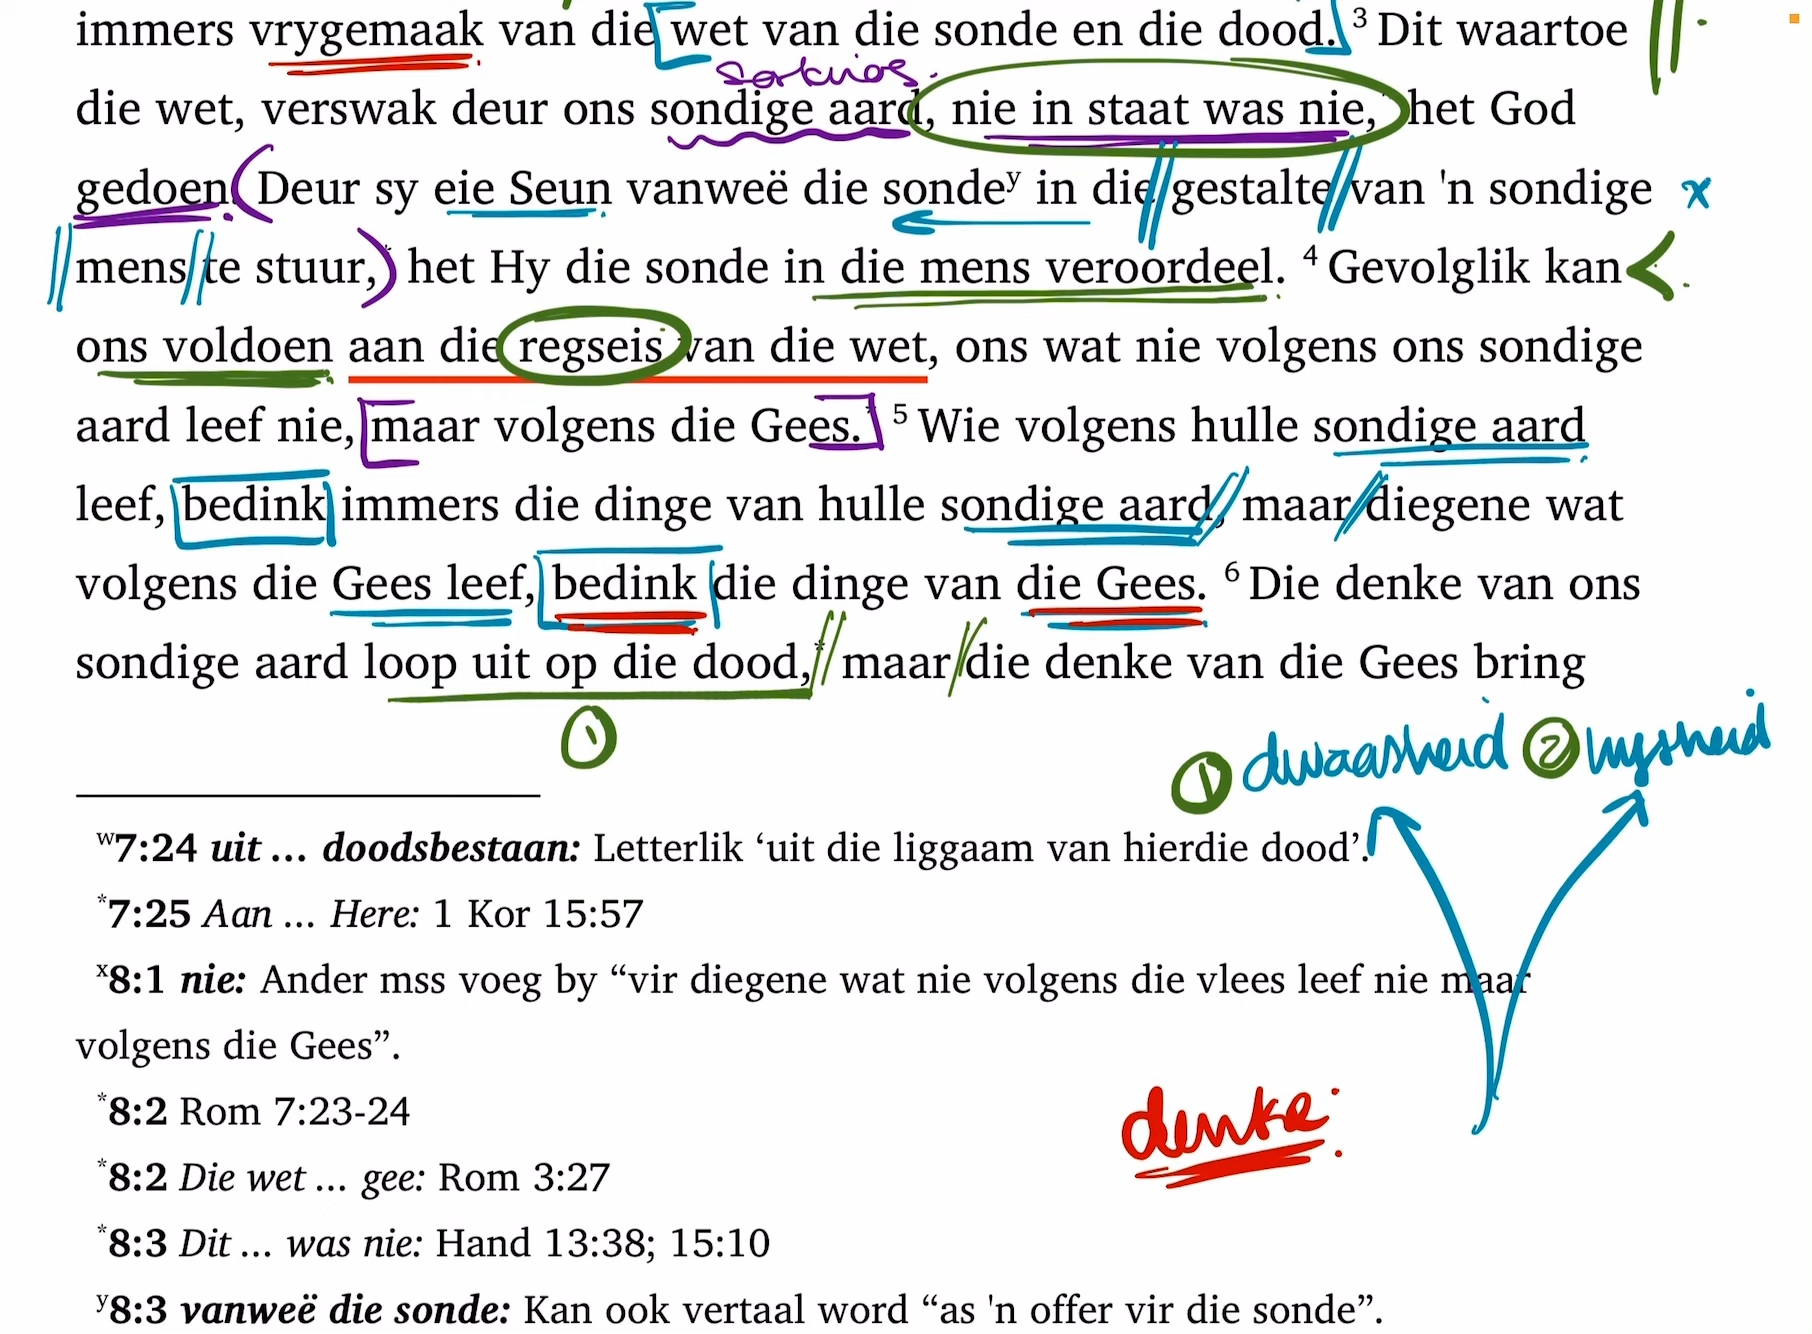 immers vrygemaak van die wet van die sonde en die dood. ³ Dit waartoe
sarkinos.
die wet, verswak deur ons sondige aard, nie in staat was nie, het God
gedoen. Deur sy eie Seun vanweë die sondeʸ in die gestalte van 'n sondige x
mens te stuur,* het Hy die sonde in die mens veroordeel. ⁴ Gevolglik kan
ons voldoen aan die regseis van die wet, ons wat nie volgens ons sondige
aard leef nie, maar volgens die Gees.* ⁵ Wie volgens hulle sondige aard
leef, bedink immers die dinge van hulle sondige aard, maar diegene wat
volgens die Gees leef, bedink die dinge van die Gees. ⁶ Die denke van ons
sondige aard loop uit op die dood,* maar die denke van die Gees bring
1
1 dwaasheid 2 wysheid
ʷ7:24 uit ... doodsbestaan: Letterlik ‘uit die liggaam van hierdie dood’.
*7:25 Aan ... Here: 1 Kor 15:57
ˣ8:1 nie: Ander mss voeg by “vir diegene wat nie volgens die vlees leef nie maar
volgens die Gees”.
*8:2 Rom 7:23-24
denke:
*8:2 Die wet ... gee: Rom 3:27
*8:3 Dit ... was nie: Hand 13:38; 15:10
ʸ8:3 vanweë die sonde: Kan ook vertaal word “as 'n offer vir die sonde”.